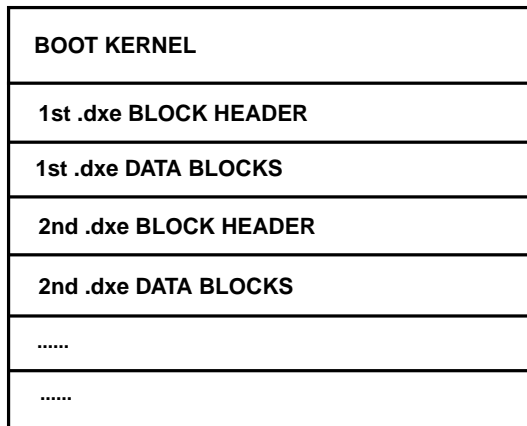 BOOT KERNEL
1st .dxe BLOCK HEADER
1st .dxe DATA BLOCKS
2nd .dxe BLOCK HEADER
2nd .dxe DATA BLOCKS
......
......